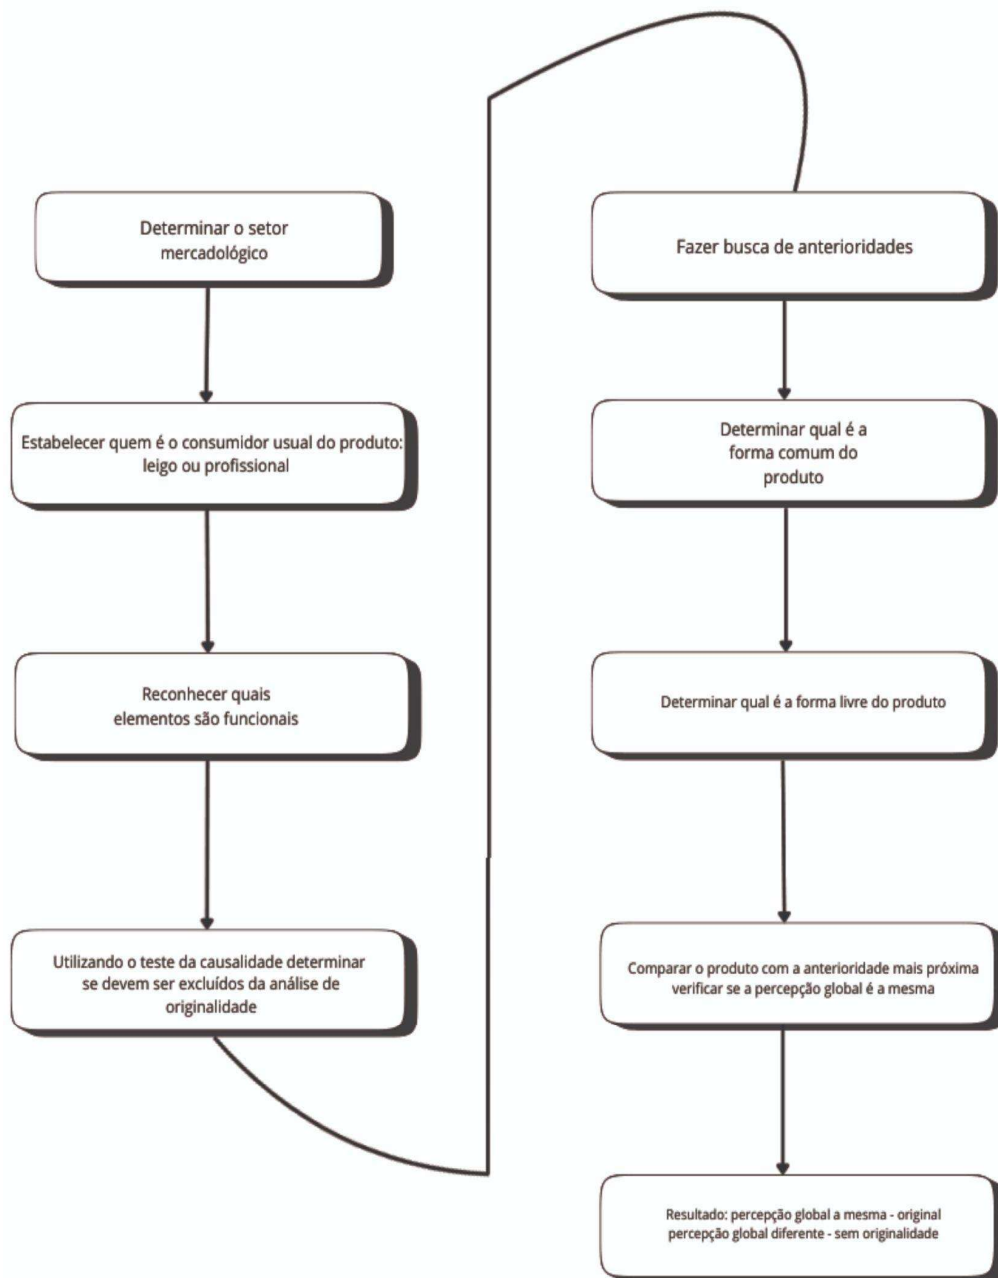 Determinar o setor
mercadológico
Estabelecer quem é o consumidor usual do produto:
leigo ou profissional
Reconhecer quais
elementos são funcionais
Utilizando o teste da causalidade determinar
se devem ser excluídos da análise de
originalidade
Fazer busca de anterioridades
Determinar qual é a
forma comum do
produto
Determinar qual é a forma livre do produto
Comparar o produto com a anterioridade mais próxima
verificar se a percepção global é a mesma
Resultado: percepção global a mesma - original
percepção global diferente - sem originalidade